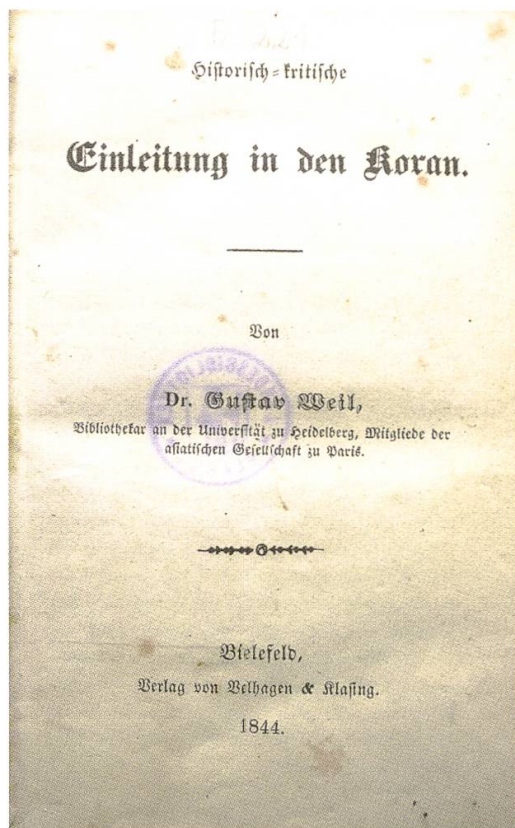 Historisch-kritische
Einleitung in den Koran.
Von
Dr. Gustav Weil,
Bibliothekar an der Universität zu Heidelberg, Mitgliede der
asiatischen Gesellschaft zu Paris.
Bielefeld,
Verlag von Velhagen & Klasing.
1844.